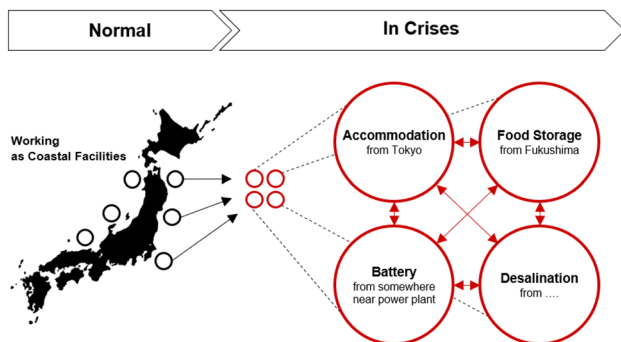 Normal
In Crises
Working
as Coastal Facilities
Accommodation
from Tokyo
Food Storage
from Fukushima
Battery
from somewhere
near power plant
Desalination
from ....